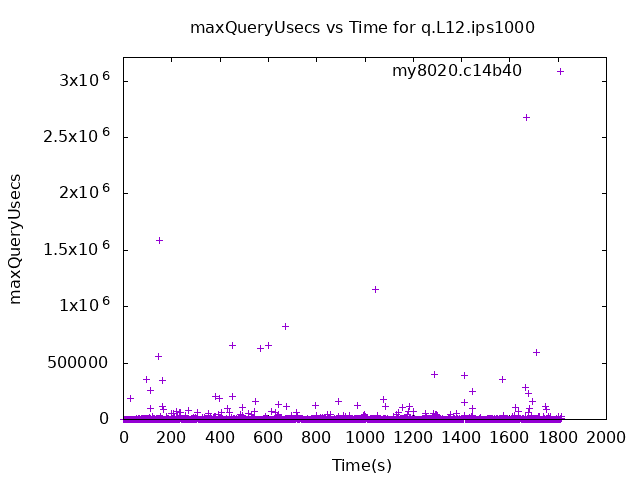 maxQueryUsecs vs Time for q.L12.ips1000
my8020.c14b40
3x10^6
2.5x10^6
2x10^6
1.5x10^6
1x10^6
500000
0
maxQueryUsecs
0 200 400 600 800 1000 1200 1400 1600 1800 2000
Time(s)